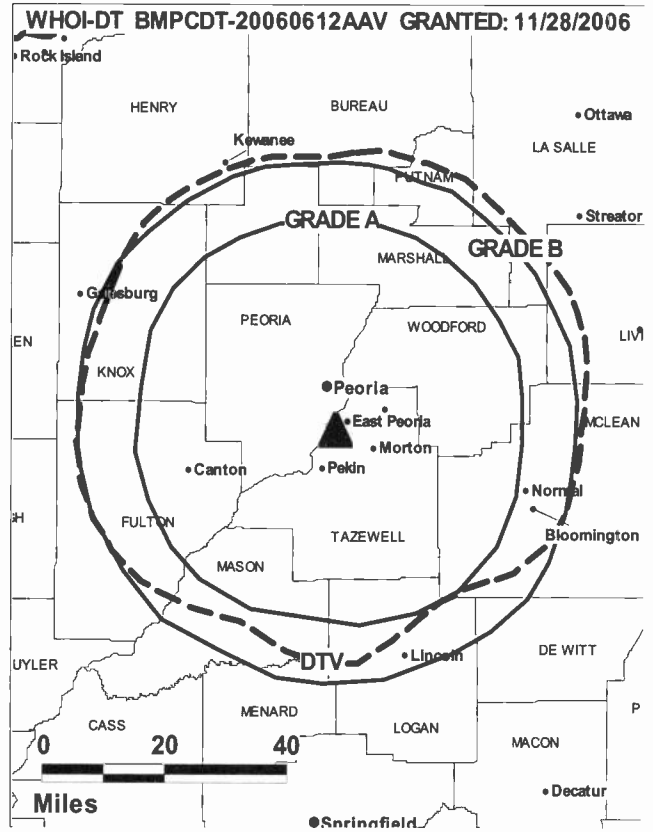 WHOI-DT BMPCDT-20060612AAV GRANTED: 11/28/2006
Rock Island
HENRY
BUREAU
Ottawa
LA SALLE
Kewanee
PUTNAM
GRADE A
Streator
GRADE B
MARSHALL
Galesburg
PEORIA
WOODFORD
EN
LIVI
KNOX
Peoria
MCLEAN
East Peoria
Morton
Canton
Pekin
Normal
H
FULTON
TAZEWELL
Bloomington
MASON
DTV
Lincoln
DE WITT
UYLER
MENARD
P
CASS
LOGAN
MACON
0 20 40
Miles
Decatur
Springfield